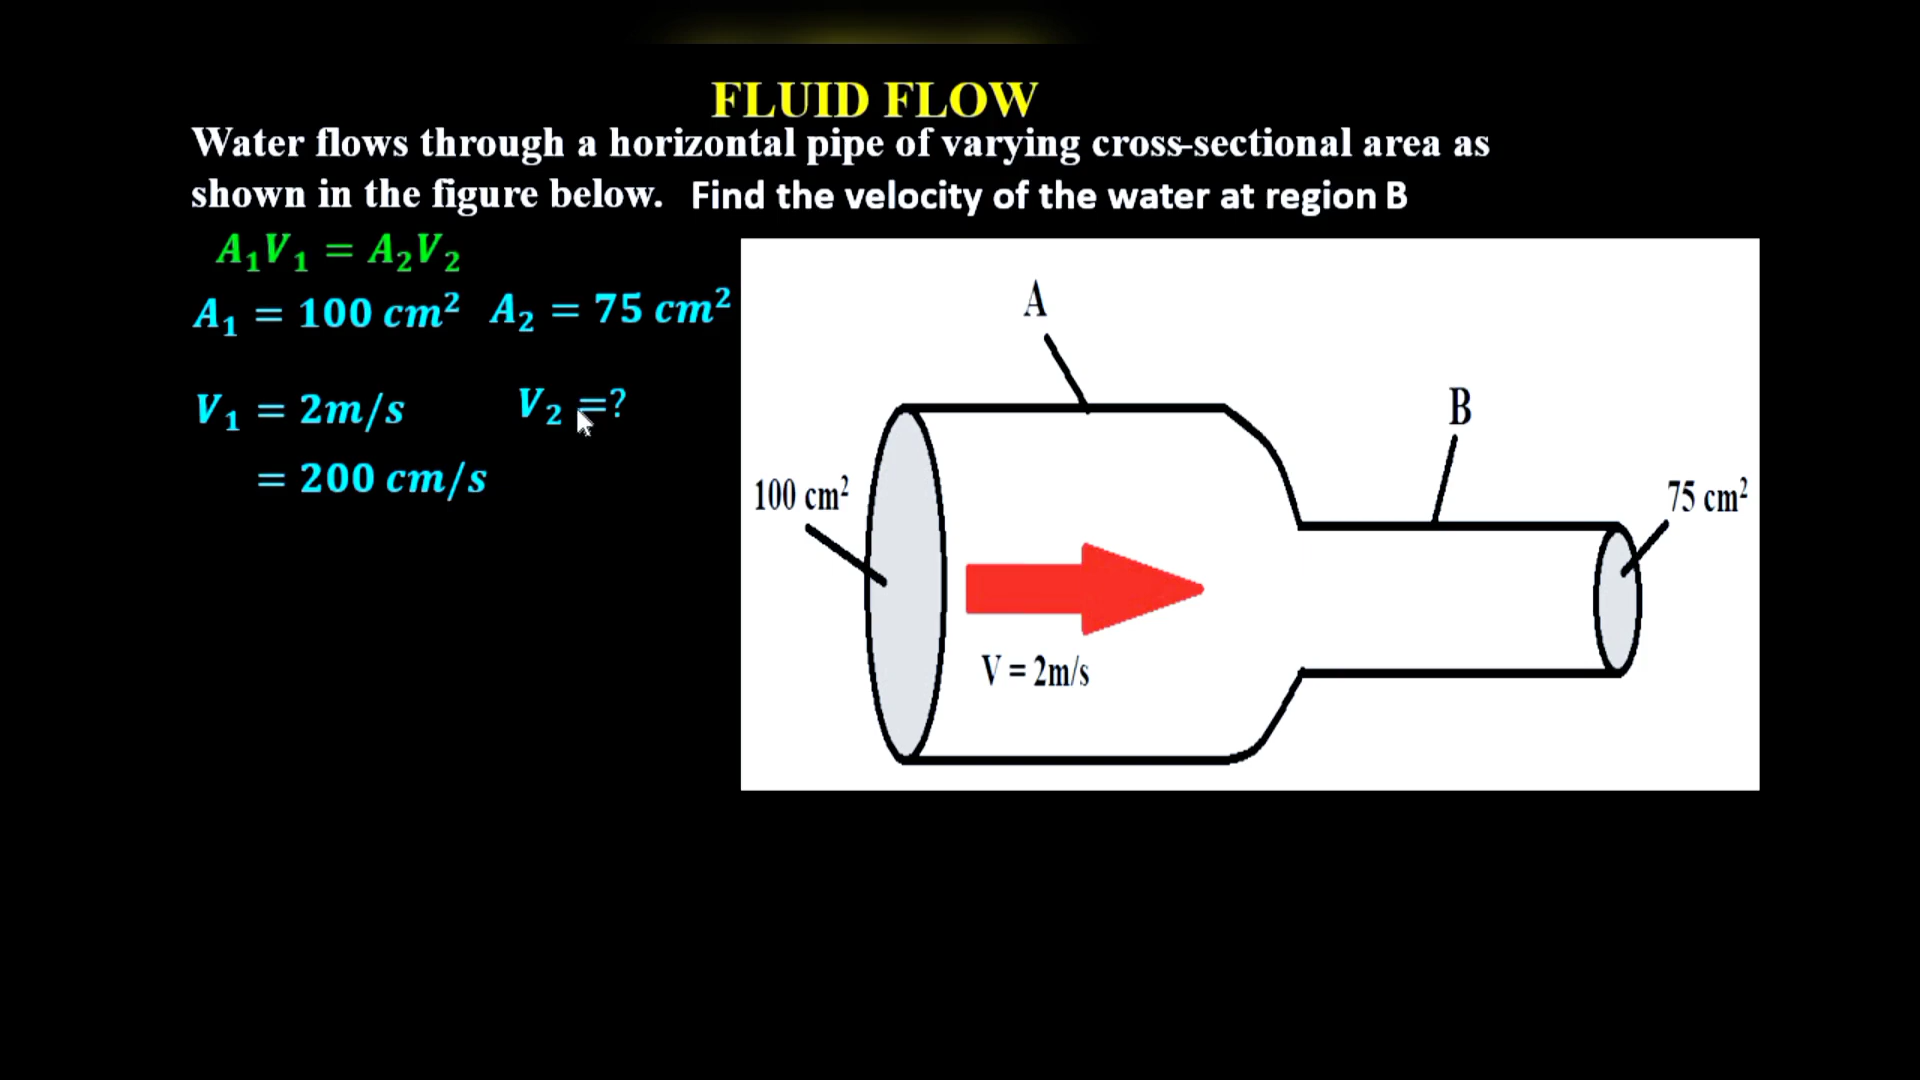 FLUID FLOW
Water flows through a horizontal pipe of varying cross-sectional area as
shown in the figure below. Find the velocity of the water at region B
A₁V₁ = A₂V₂
A₁ = 100 cm² A₂ = 75 cm²
V₁ = 2m/s V₂ =?
= 200 cm/s
A
B
100 cm²
75 cm²
V = 2m/s